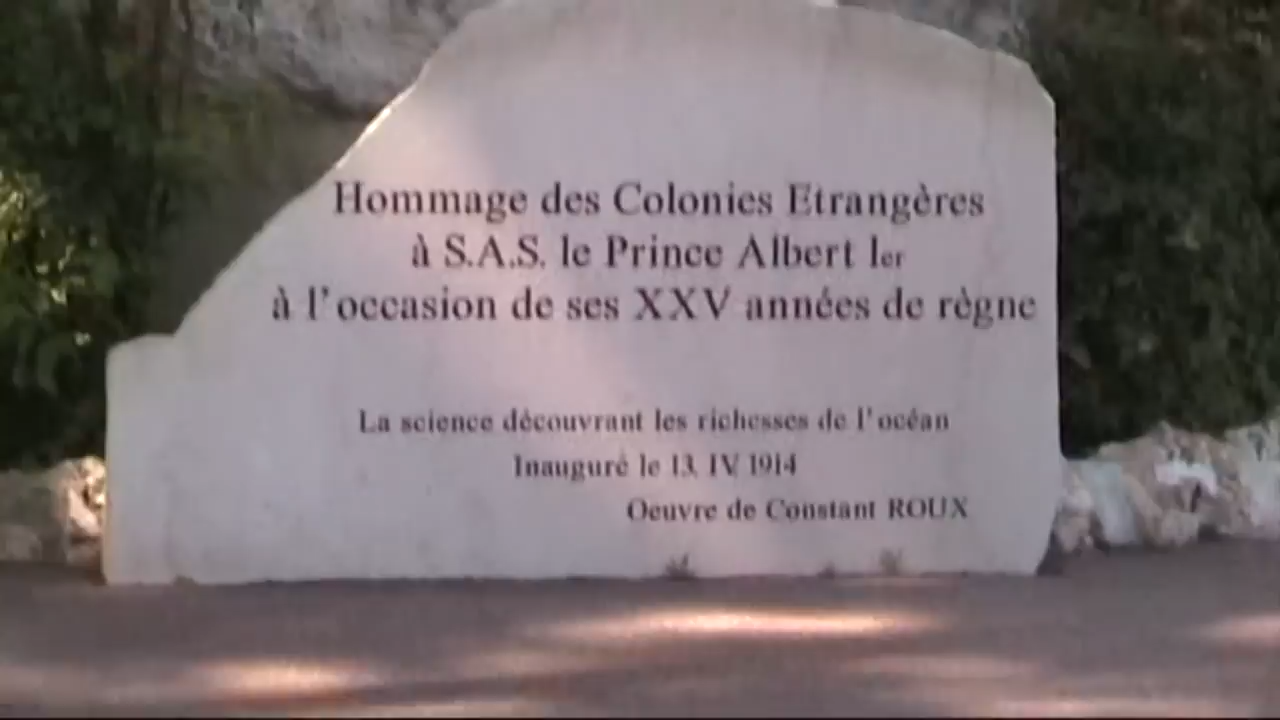 Hommage des Colonies Etrangères
à S.A.S. le Prince Albert Ier
à l'occasion de ses XXV années de règne
La science découvrant les richesses de l'océan
Inauguré le 13. IV. 1914
Oeuvre de Constant ROUX